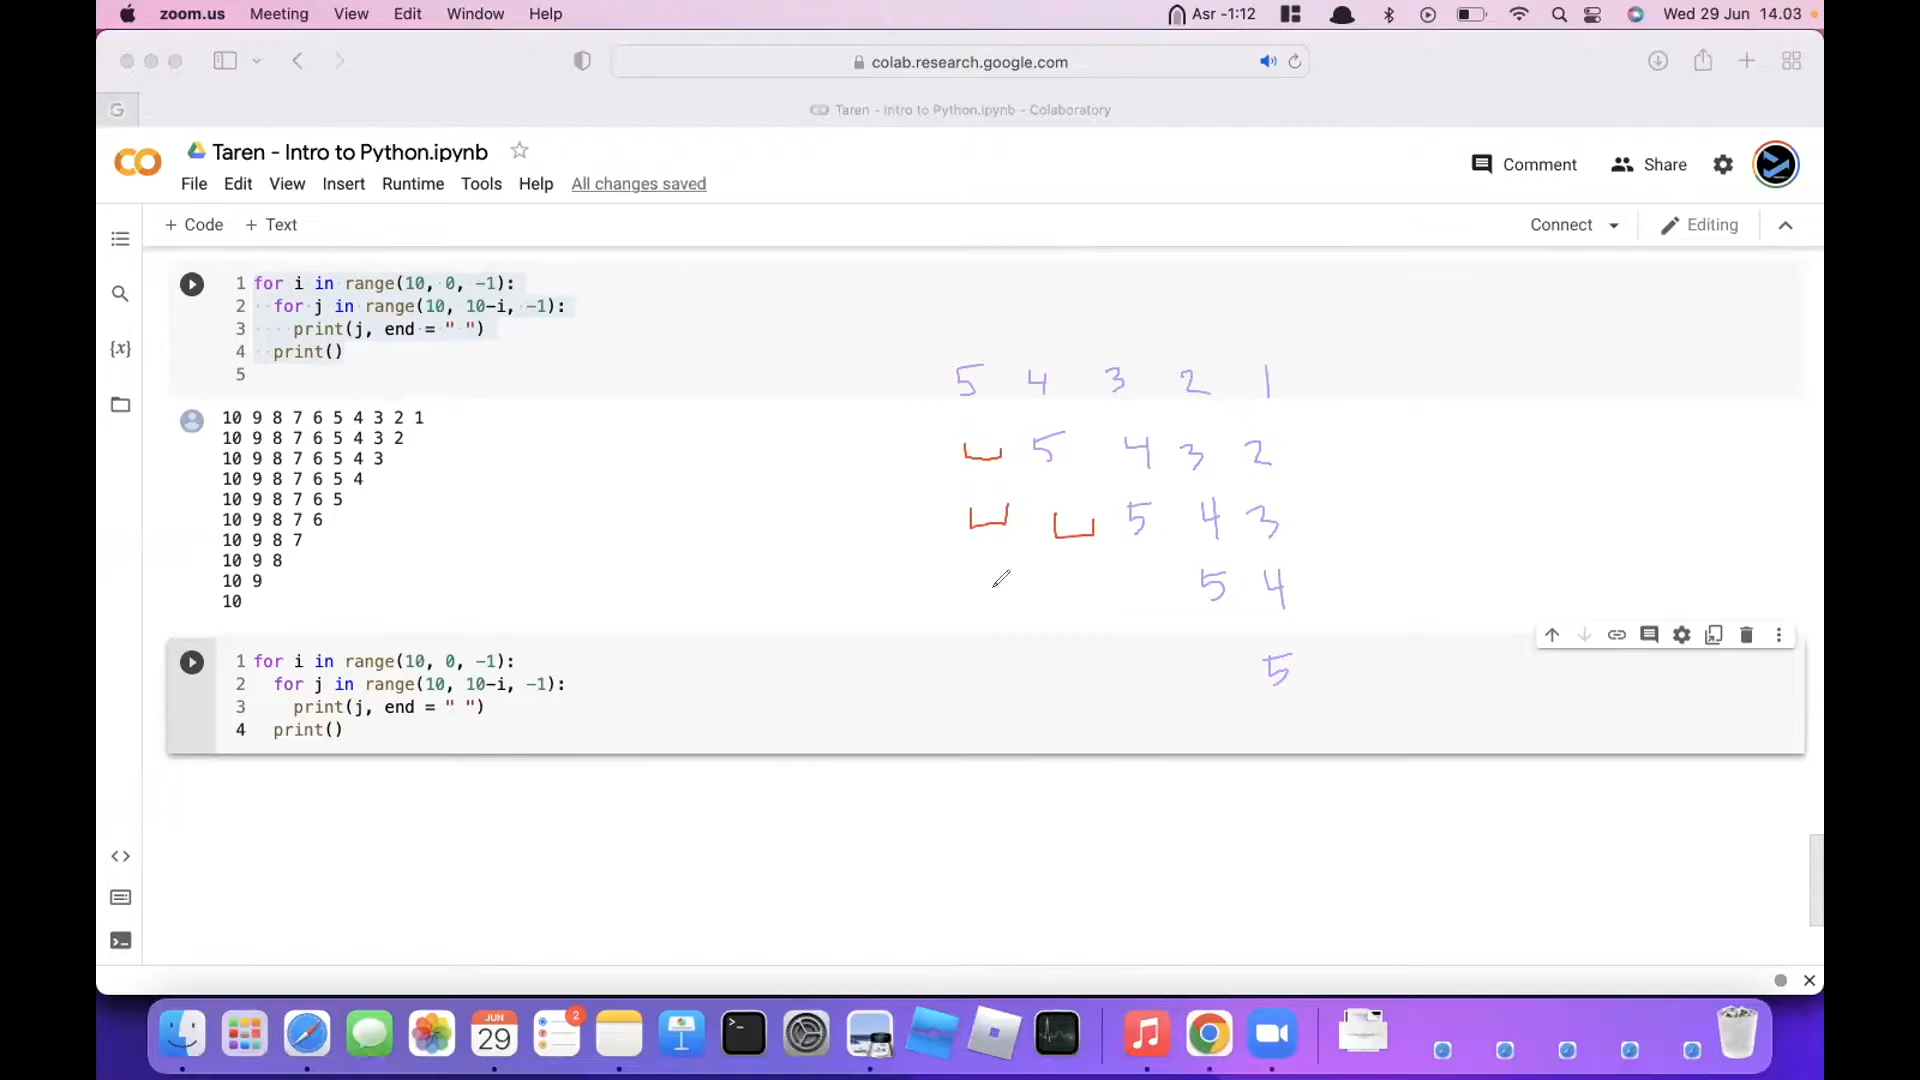 zoom.us Meeting View Edit Window Help Asr -1:12 Wed 29 Jun 14.03
colab.research.google.com
G Taren - Intro to Python.ipynb - Colaboratory
CO Taren - Intro to Python.ipynb
Comment Share
File Edit View Insert Runtime Tools Help All changes saved
+ Code + Text Connect Editing
1 for i in range(10, 0, -1):
2 for j in range(10, 10-i, -1):
3 print(j, end = " ")
4 print()
5
{x}
10 9 8 7 6 5 4 3 2 1
10 9 8 7 6 5 4 3 2
10 9 8 7 6 5 4 3
10 9 8 7 6 5 4
10 9 8 7 6 5
10 9 8 7 6
10 9 8 7
10 9 8
10 9
10
5 4 3 2 1
5 4 3 2
5 4 3
5 4
5
1 for i in range(10, 0, -1):
2 for j in range(10, 10-i, -1):
3 print(j, end = " ")
4 print()
JUN
29
2